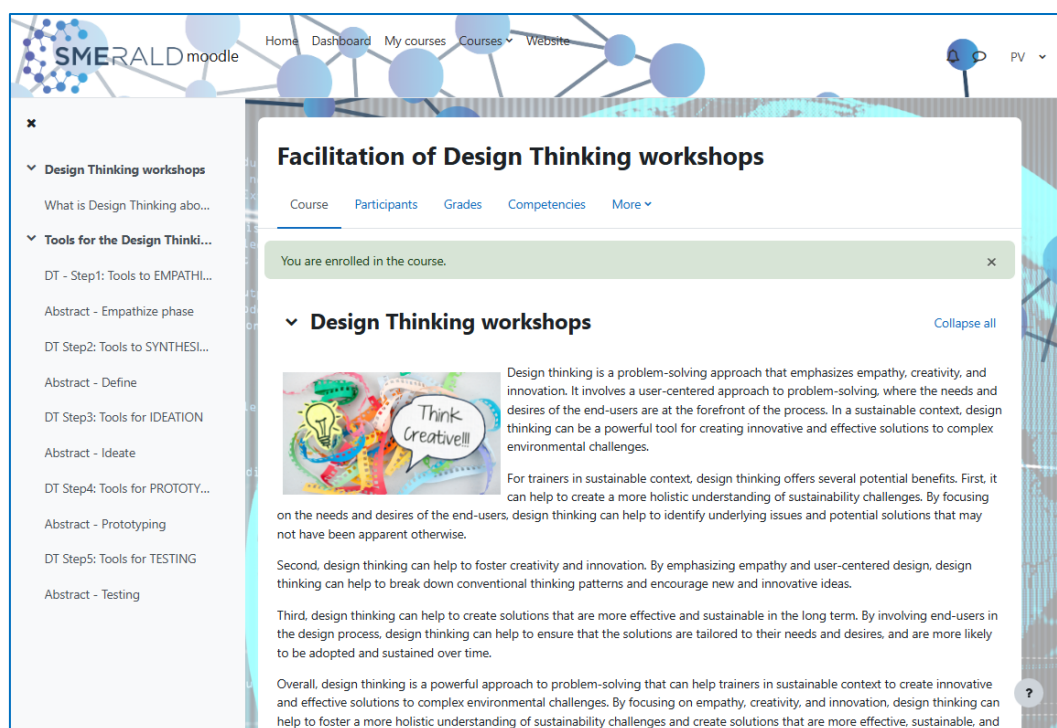 SMERALD moodle
Home Dashboard My courses Courses Website
PV
Design Thinking workshops
What is Design Thinking abo...
Tools for the Design Thinki...
DT - Step1: Tools to EMPATHI...
Abstract - Empathize phase
DT Step2: Tools to SYNTHESI...
Abstract - Define
DT Step3: Tools for IDEATION
Abstract - Ideate
DT Step4: Tools for PROTOTY...
Abstract - Prototyping
DT Step5: Tools for TESTING
Abstract - Testing
Facilitation of Design Thinking workshops
Course Participants Grades Competencies More
You are enrolled in the course.
Design Thinking workshops
Collapse all
Think
Creative!!!
Design thinking is a problem-solving approach that emphasizes empathy, creativity, and
innovation. It involves a user-centered approach to problem-solving, where the needs and
desires of the end-users are at the forefront of the process. In a sustainable context, design
thinking can be a powerful tool for creating innovative and effective solutions to complex
environmental challenges.
For trainers in sustainable context, design thinking offers several potential benefits. First, it
can help to create a more holistic understanding of sustainability challenges. By focusing
on the needs and desires of the end-users, design thinking can help to identify underlying issues and potential solutions that may
not have been apparent otherwise.
Second, design thinking can help to foster creativity and innovation. By emphasizing empathy and user-centered design, design
thinking can help to break down conventional thinking patterns and encourage new and innovative ideas.
Third, design thinking can help to create solutions that are more effective and sustainable in the long term. By involving end-users in
the design process, design thinking can help to ensure that the solutions are tailored to their needs and desires, and are more likely
to be adopted and sustained over time.
Overall, design thinking is a powerful approach to problem-solving that can help trainers in sustainable context to create innovative
and effective solutions to complex environmental challenges. By focusing on empathy, creativity, and innovation, design thinking can
help to foster a more holistic understanding of sustainability challenges and create solutions that are more effective, sustainable, and
?